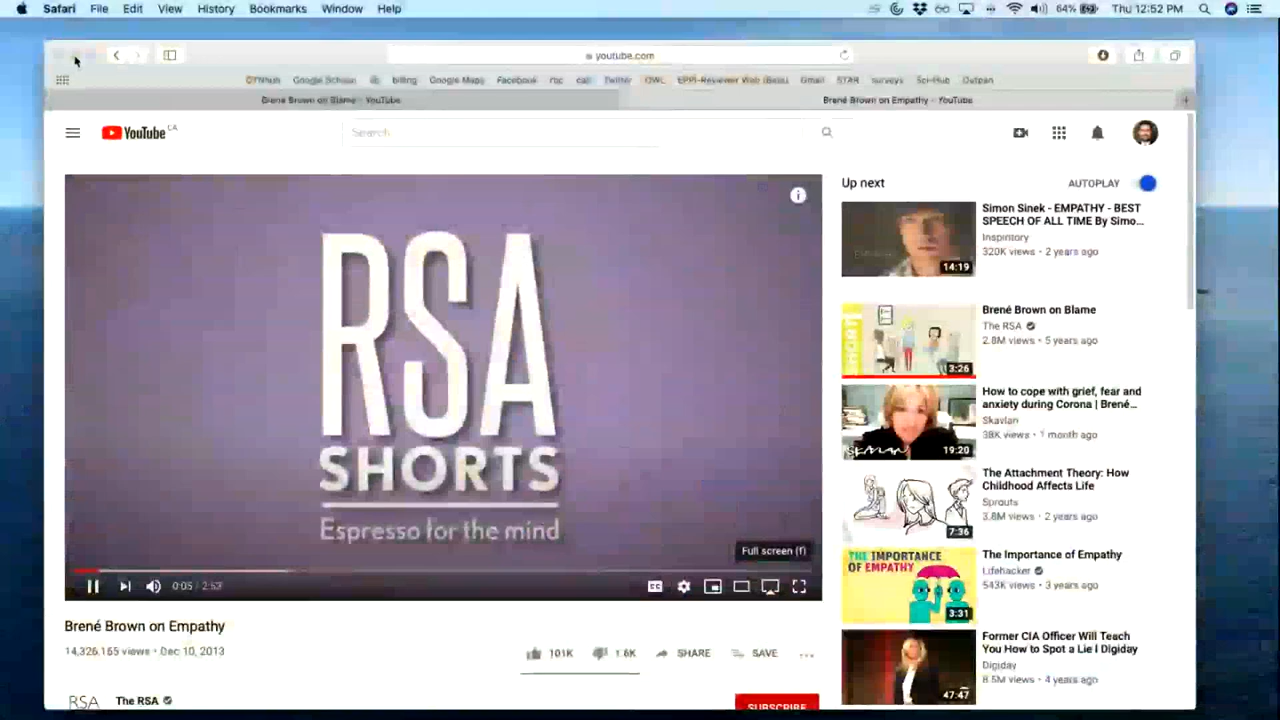 Safari File Edit View History Bookmarks Window Help
64% Thu 12:52 PM
youtube.com
billing Google Maps Facebook Twitter OWL EPPI-Reviewer Web (Beta) Gmail STAR surveys Sci-Hub
Brené Brown on Blame - YouTube
Brené Brown on Empathy - YouTube
YouTube CA
Search
RSA
SHORTS
Espresso for the mind
Full screen (f)
0:05 / 2:53
Brené Brown on Empathy
14,326,165 views • Dec 10, 2013
101K 1.6K SHARE SAVE
RSA
The RSA
SUBSCRIBE
Up next
AUTOPLAY
14:19
Simon Sinek - EMPATHY - BEST
SPEECH OF ALL TIME By Simo...
Inspiritory
320K views • 2 years ago
3:26
Brené Brown on Blame
The RSA
2.8M views • 5 years ago
19:20
How to cope with grief, fear and
anxiety during Corona | Brené...
Skavlan
38K views • 1 month ago
7:36
The Attachment Theory: How
Childhood Affects Life
Sprouts
3.8M views • 2 years ago
THE IMPORTANCE
OF EMPATHY
3:31
The Importance of Empathy
Lifehacker
543K views • 3 years ago
47:47
Former CIA Officer Will Teach
You How to Spot a Lie | Digiday
Digiday
8.5M views • 4 years ago